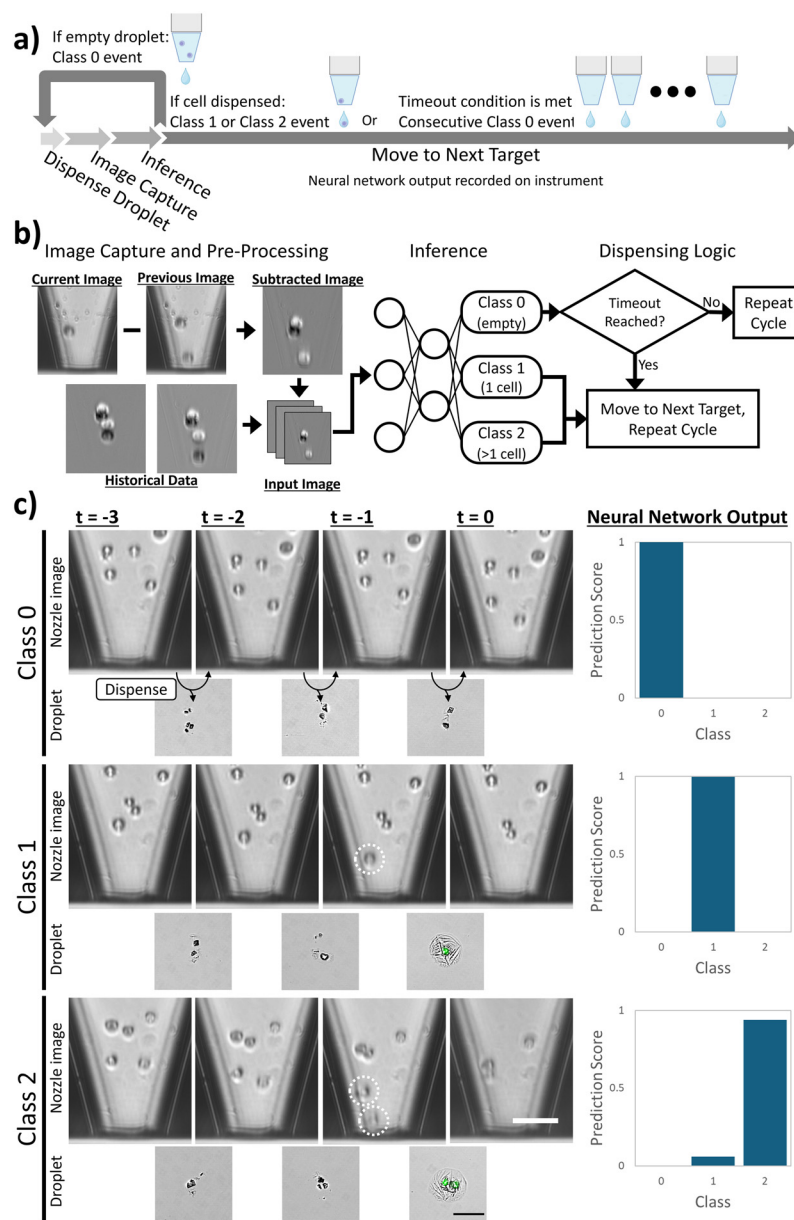 a)
If empty droplet:
Class 0 event
If cell dispensed:
Class 1 or Class 2 event
Or
Timeout condition is met
Consecutive Class 0 event
Dispense Droplet
Image Capture
Inference
Move to Next Target
Neural network output recorded on instrument
b)
Image Capture and Pre-Processing
Inference
Dispensing Logic
Current Image
Previous Image
Subtracted Image
Historical Data
Input Image
Class 0
(empty)
Class 1
(1 cell)
Class 2
(>1 cell)
Timeout
Reached?
No
Repeat
Cycle
Yes
Move to Next Target,
Repeat Cycle
c)
t = -3
t = -2
t = -1
t = 0
Neural Network Output
Class 0
Nozzle image
Dispense
Droplet
Prediction Score
1
0.5
0
0
1
2
Class
Class 1
Nozzle image
Droplet
Prediction Score
1
0.5
0
0
1
2
Class
Class 2
Nozzle image
Droplet
Prediction Score
1
0.5
0
0
1
2
Class